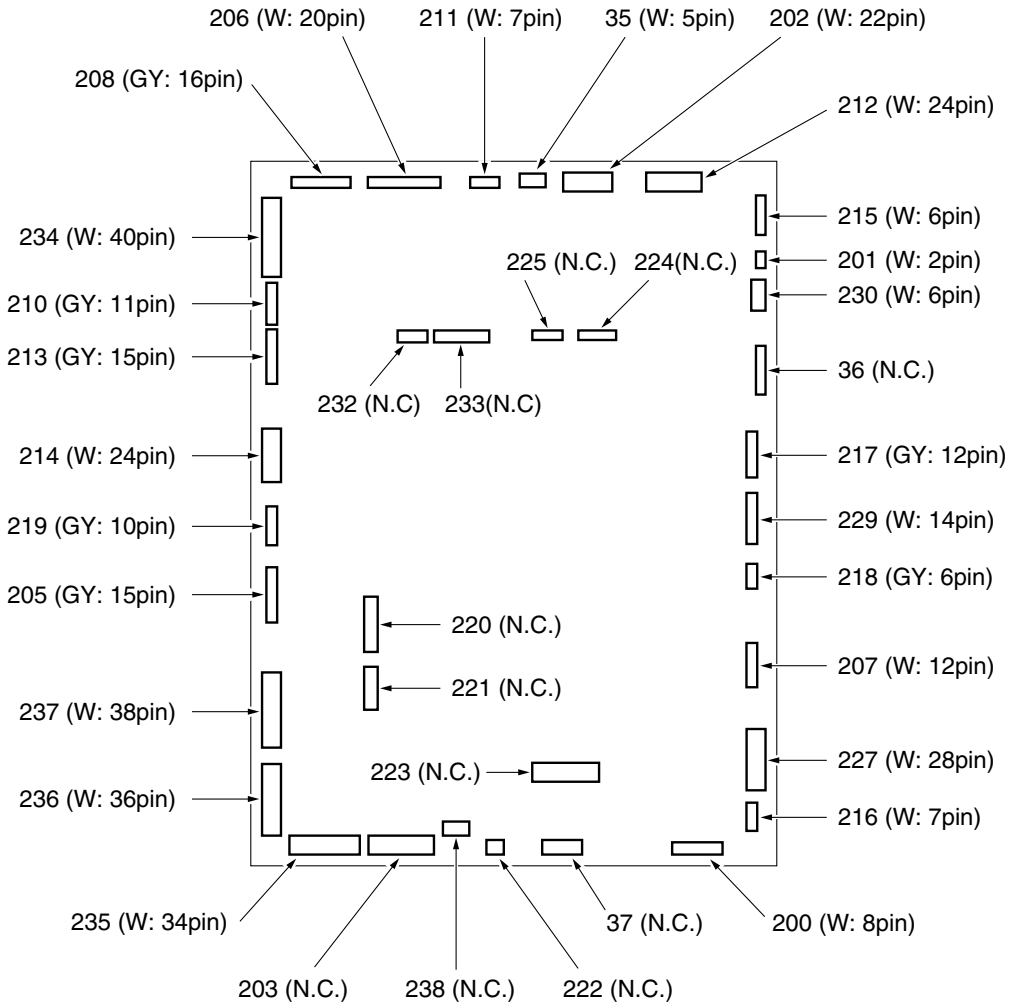 206 (W: 20pin)
211 (W: 7pin)
35 (W: 5pin)
202 (W: 22pin)
208 (GY: 16pin)
212 (W: 24pin)
234 (W: 40pin)
215 (W: 6pin)
225 (N.C.)
224(N.C.)
201 (W: 2pin)
210 (GY: 11pin)
230 (W: 6pin)
213 (GY: 15pin)
36 (N.C.)
232 (N.C)
233(N.C)
214 (W: 24pin)
217 (GY: 12pin)
219 (GY: 10pin)
229 (W: 14pin)
205 (GY: 15pin)
218 (GY: 6pin)
220 (N.C.)
207 (W: 12pin)
221 (N.C.)
237 (W: 38pin)
223 (N.C.)
227 (W: 28pin)
236 (W: 36pin)
216 (W: 7pin)
235 (W: 34pin)
37 (N.C.)
200 (W: 8pin)
203 (N.C.)
238 (N.C.)
222 (N.C.)